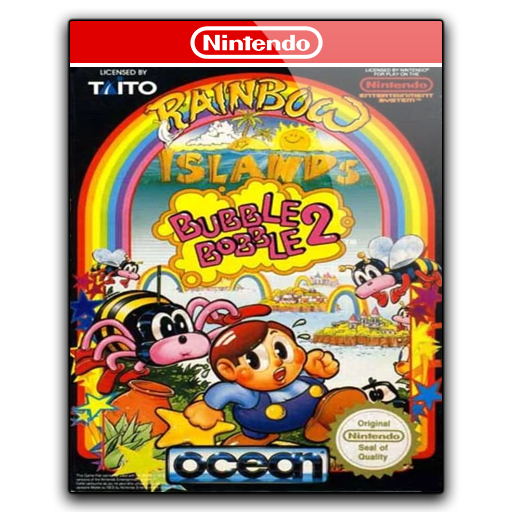 Nintendo
LICENSED BY
TAITO
LICENSED BY NINTENDO®
FOR PLAY ON THE
Nintendo
ENTERTAINMENT
SYSTEM™
RAINBOW
ISLANDS
BUBBLE
BOBBLE 2
Original
Nintendo
Seal of
Quality
ocean